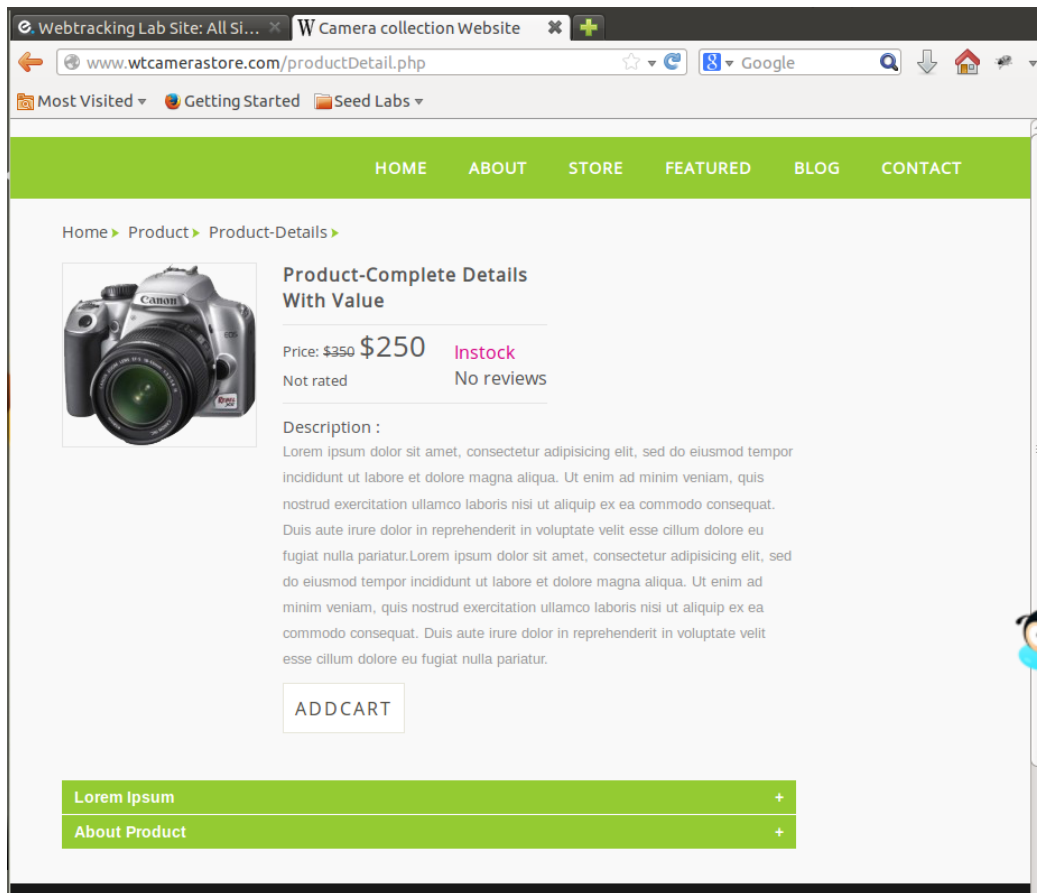 Webtracking Lab Site: All Si...
W Camera collection Website
www.wtcamerastore.com/productDetail.php
8 Google
Most Visited
Getting Started
Seed Labs
HOME ABOUT STORE FEATURED BLOG CONTACT
Home Product Product-Details
Canon
EOS
Product-Complete Details
With Value
Price: $350 $250
Instock
Not rated
No reviews
Description :
Lorem ipsum dolor sit amet, consectetur adipisicing elit, sed do eiusmod tempor
incididunt ut labore et dolore magna aliqua. Ut enim ad minim veniam, quis
nostrud exercitation ullamco laboris nisi ut aliquip ex ea commodo consequat.
Duis aute irure dolor in reprehenderit in voluptate velit esse cillum dolore eu
fugiat nulla pariatur.Lorem ipsum dolor sit amet, consectetur adipisicing elit, sed
do eiusmod tempor incididunt ut labore et dolore magna aliqua. Ut enim ad
minim veniam, quis nostrud exercitation ullamco laboris nisi ut aliquip ex ea
commodo consequat. Duis aute irure dolor in reprehenderit in voluptate velit
esse cillum dolore eu fugiat nulla pariatur.
ADDCART
Lorem Ipsum +
About Product +